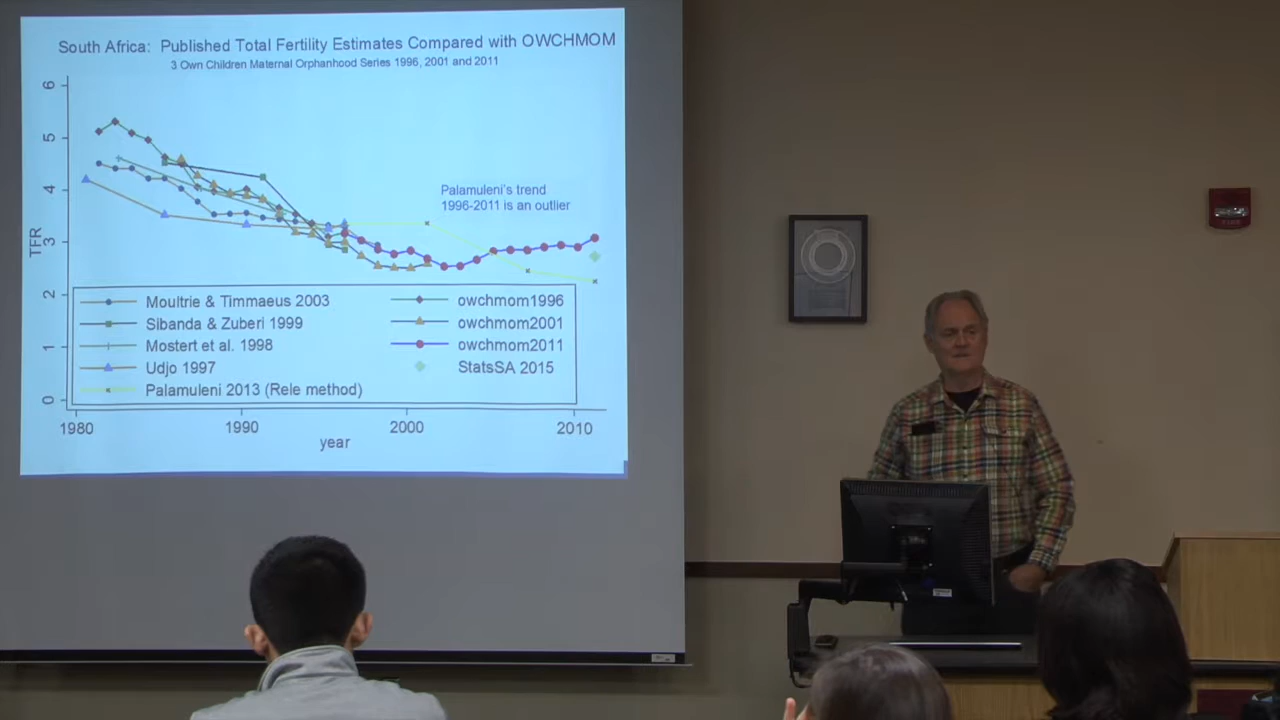 South Africa: Published Total Fertility Estimates Compared with OWCHMOM
3 Own Children Maternal Orphanhood Series 1996, 2001 and 2011
6
5
4
3
2
1
0
TFR
Palamuleni's trend
1996-2011 is an outlier
Moultrie & Timmaeus 2003
Sibanda & Zuberi 1999
Mostert et al. 1998
Udjo 1997
Palamuleni 2013 (Rele method)
owchmom1996
owchmom2001
owchmom2011
StatsSA 2015
1980 1990 2000 2010
year